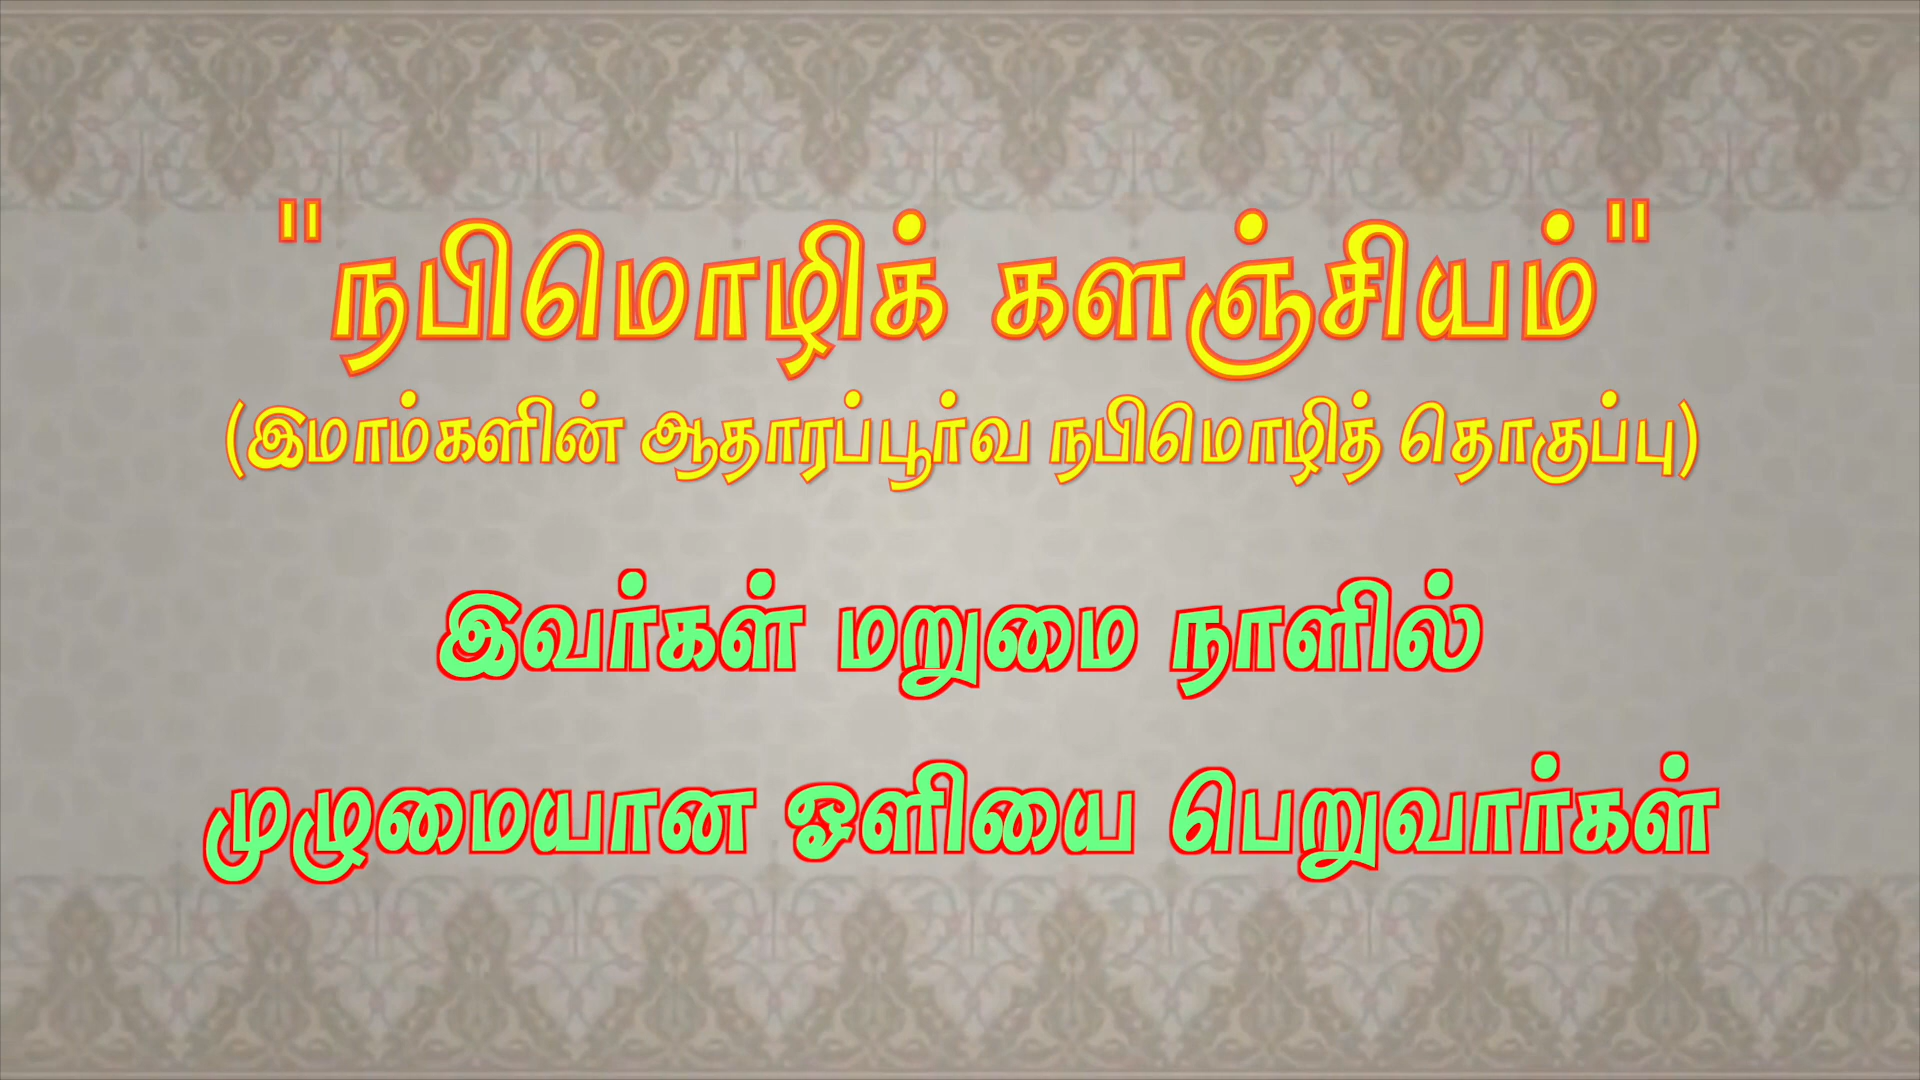 "நபிமொழிக் களஞ்சியம்"
(இமாம்களின் ஆதாரப்பூர்வ நபிமொழித் தொகுப்பு)
இவர்கள் மறுமை நாளில்
முழுமையான ஒளியை பெறுவார்கள்